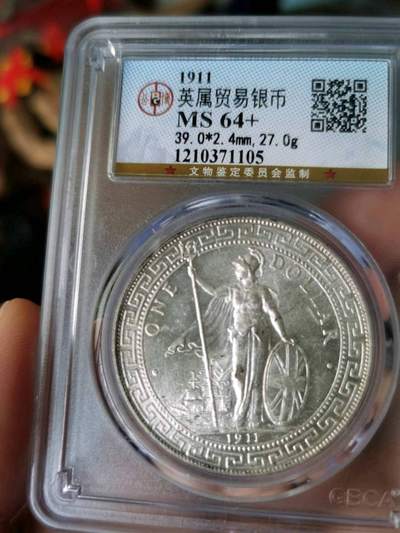 1911
英属贸易银币
MS 64+
39.0*2.4mm,27.0g
1210371105
★ 文物鉴定委员会监制 ★
· ONE DOLLAR ·
1911
GBCA